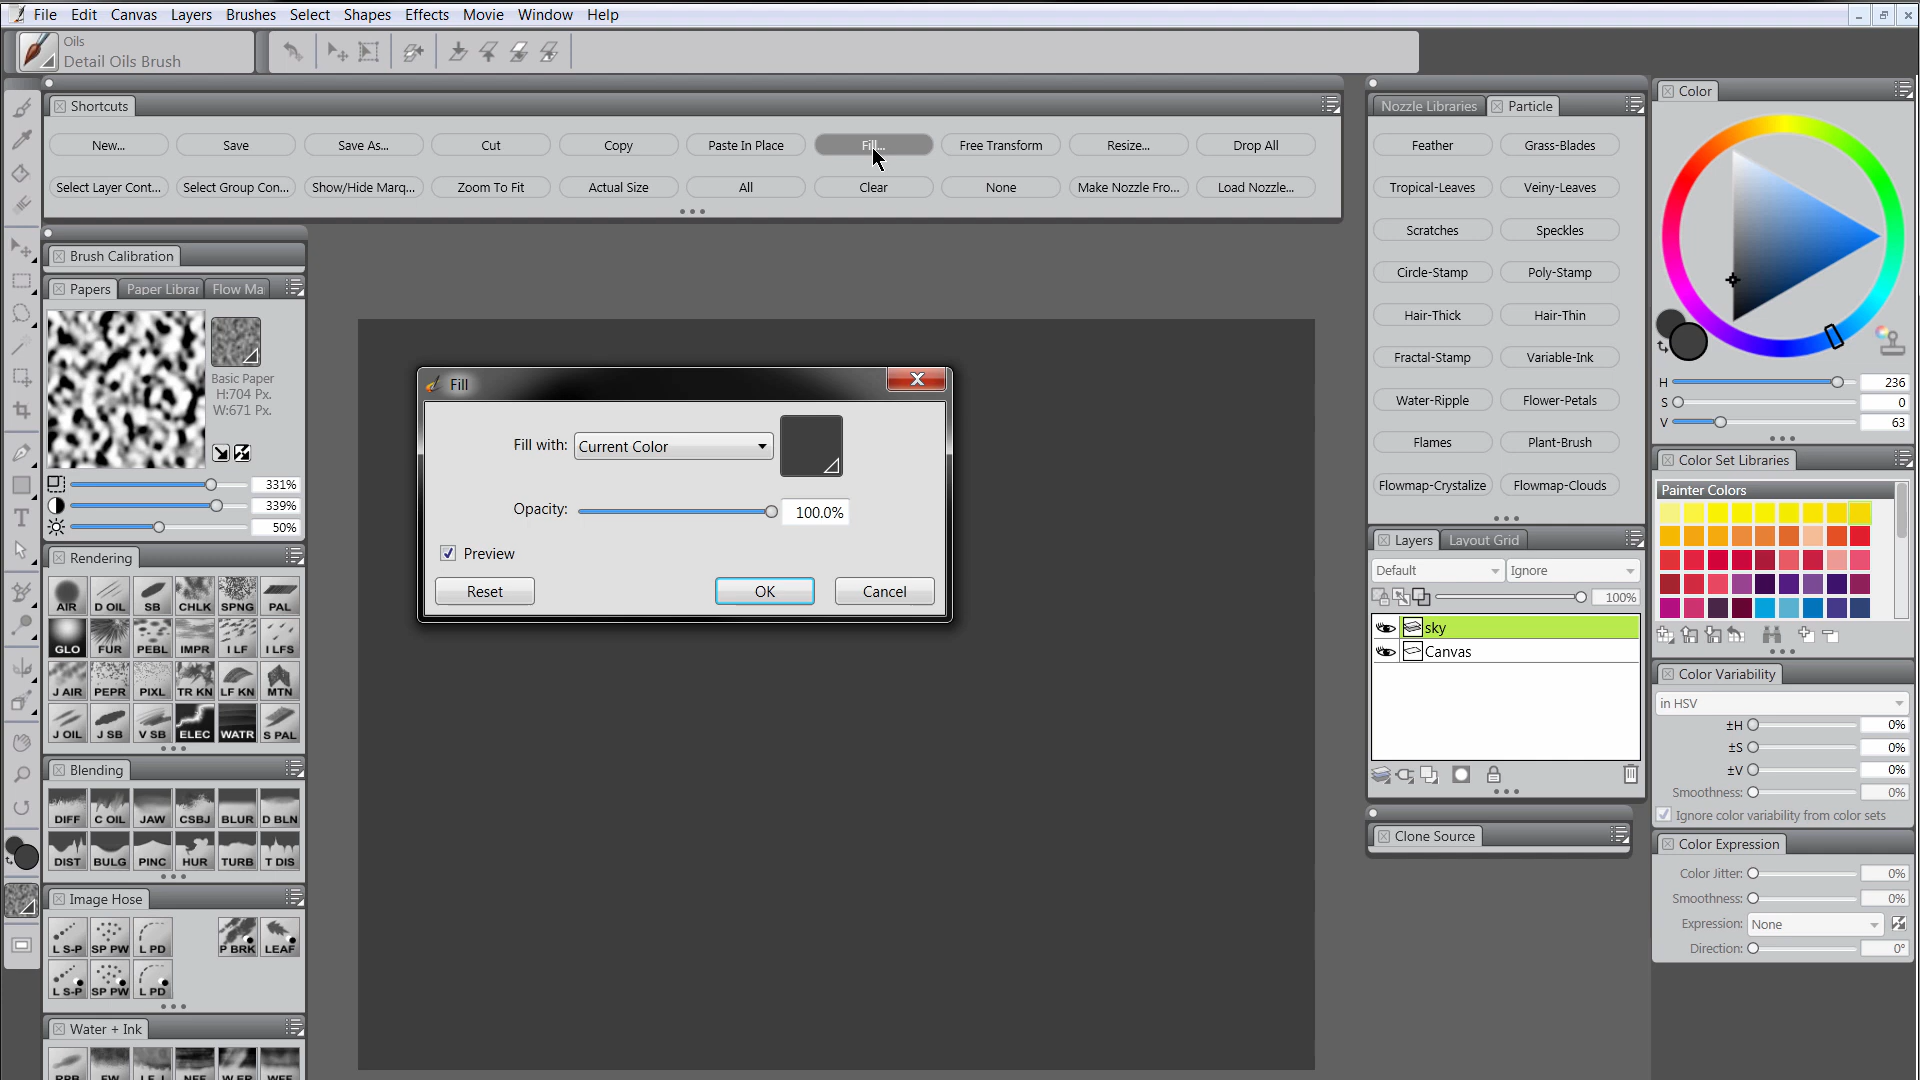 File Edit Canvas Layers Brushes Select Shapes Effects Movie Window Help
Oils
Detail Oils Brush
Shortcuts
New... Save Save As... Cut Copy Paste In Place Fill... Free Transform Resize... Drop All
Select Layer Cont... Select Group Con... Show/Hide Marq... Zoom To Fit Actual Size All Clear None Make Nozzle Fro... Load Nozzle...
Brush Calibration
Papers Paper Librar Flow Ma
Basic Paper
H:704 Px.
W:671 Px.
331%
339%
50%
Rendering
AIR D OIL SB CHLK SPNG PAL
GLO FUR PEBL IMPR I LF I LFS
J AIR PEPR PIXL TR KN LF KN MTN
J OIL J SB V SB ELEC WATR S PAL
Blending
DIFF C OIL JAW CSBJ BLUR D BLN
DIST BULG PINC HUR TURB T DIS
Image Hose
L S-P SP PW L PD P BRK LEAF
L S-P SP PW L PD
Water + Ink
Fill
Fill with: Current Color
Opacity: 100.0%
Preview
Reset OK Cancel
Nozzle Libraries Particle
Feather Grass-Blades
Tropical-Leaves Veiny-Leaves
Scratches Speckles
Circle-Stamp Poly-Stamp
Hair-Thick Hair-Thin
Fractal-Stamp Variable-Ink
Water-Ripple Flower-Petals
Flames Plant-Brush
Flowmap-Crystalize Flowmap-Clouds
Layers Layout Grid
Default Ignore
100%
sky
Canvas
Clone Source
Color
H 236
S 0
V 63
Color Set Libraries
Painter Colors
Color Variability
in HSV
±H 0%
±S 0%
±V 0%
Smoothness: 0%
Ignore color variability from color sets
Color Expression
Color Jitter: 0%
Smoothness: 0%
Expression: None
Direction: 0°